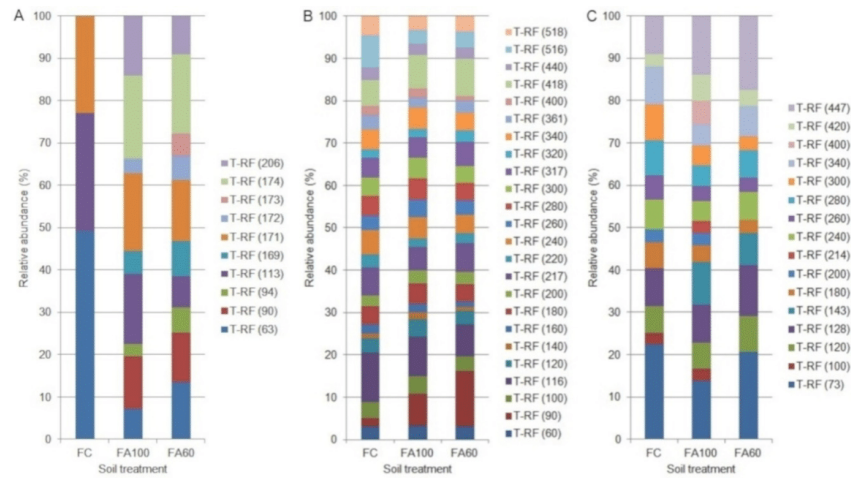 A
100
90
80
70
60
50
40
30
20
10
0
Relative abundance (%)
FC FA100 FA60
Soil treatment
T-RF (206)
T-RF (174)
T-RF (173)
T-RF (172)
T-RF (171)
T-RF (169)
T-RF (113)
T-RF (94)
T-RF (90)
T-RF (63)
B
100
90
80
70
60
50
40
30
20
10
0
Relative abundance (%)
FC FA100 FA60
Soil treatment
T-RF (518)
T-RF (516)
T-RF (440)
T-RF (418)
T-RF (400)
T-RF (361)
T-RF (340)
T-RF (320)
T-RF (317)
T-RF (300)
T-RF (280)
T-RF (260)
T-RF (240)
T-RF (220)
T-RF (217)
T-RF (200)
T-RF (180)
T-RF (160)
T-RF (140)
T-RF (120)
T-RF (116)
T-RF (100)
T-RF (90)
T-RF (60)
C
100
90
80
70
60
50
40
30
20
10
0
Relative abundance (%)
FC FA100 FA60
Soil treatment
T-RF (447)
T-RF (420)
T-RF (400)
T-RF (340)
T-RF (300)
T-RF (280)
T-RF (260)
T-RF (240)
T-RF (214)
T-RF (200)
T-RF (180)
T-RF (143)
T-RF (128)
T-RF (120)
T-RF (100)
T-RF (73)